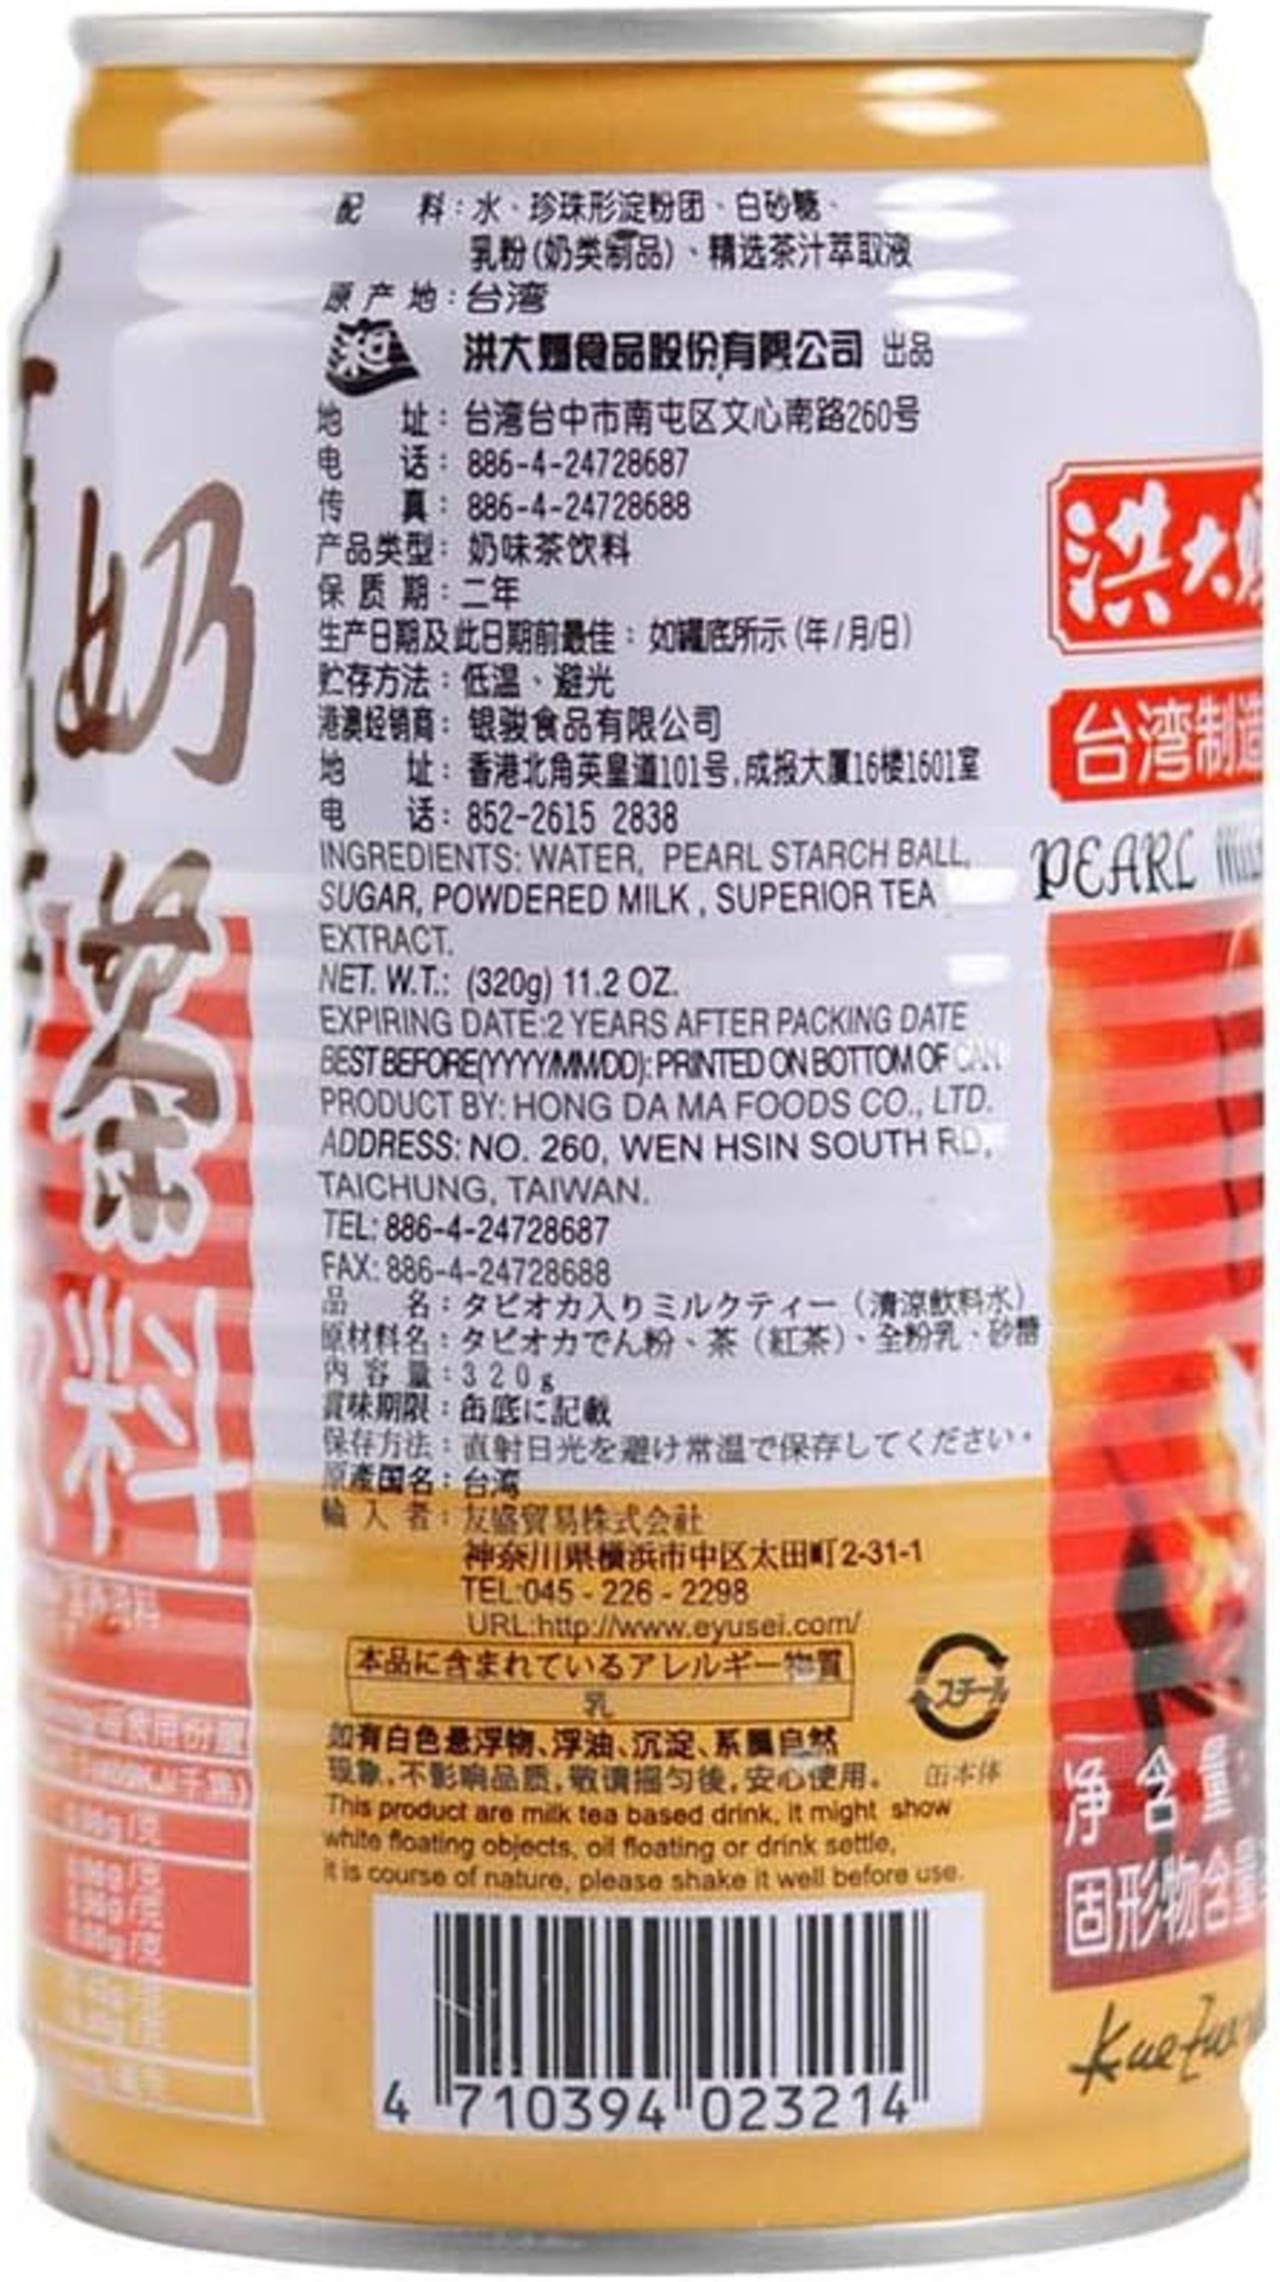 配 料：水、珍珠形淀粉团、白砂糖、
乳粉(奶类制品)、精选茶汁萃取液
原产地：台湾
洪大妈食品股份有限公司 出品
地 址：台湾台中市南屯区文心南路260号
电 话：886-4-24728687
传 真：886-4-24728688
产品类型：奶味茶饮料
保质期：二年
生产日期及此日期前最佳：如罐底所示(年/月/日)
贮存方法：低温、避光
港澳经销商：银骏食品有限公司
地 址：香港北角英皇道101号,成报大厦16楼1601室
电 话：852-2615 2838
INGREDIENTS: WATER, PEARL STARCH BALL,
SUGAR, POWDERED MILK , SUPERIOR TEA
EXTRACT.
NET. W.T.: (320g) 11.2 OZ.
EXPIRING DATE:2 YEARS AFTER PACKING DATE
BEST BEFORE(YYYY/MM/DD): PRINTED ON BOTTOM OF CAN
PRODUCT BY: HONG DA MA FOODS CO., LTD.
ADDRESS: NO. 260, WEN HSIN SOUTH RD,
TAICHUNG, TAIWAN.
TEL: 886-4-24728687
FAX: 886-4-24728688
品 名：タピオカ入りミルクティー（清涼飲料水）
原材料名：タピオカでん粉、茶（紅茶）、全粉乳、砂糖
内容量：320g
賞味期限：缶底に記載
保存方法：直射日光を避け常温で保存してください。
原產国名：台湾
輸入者：友盛貿易株式会社
神奈川県横浜市中区太田町2-31-1
TEL:045 - 226 - 2298
URL:http://www.eyusei.com/
本品に含まれているアレルギー物質
乳
スチール
缶本体
如有白色悬浮物、浮油、沉淀、系属自然
现象,不影响品质,敬请摇匀後,安心使用。
This product are milk tea based drink, it might show
white floating objects, oil floating or drink settle,
it is course of nature, please shake it well before use.
4 710394 023214
奶茶
料
洪大妈
台湾制造
PEARL
净含量:
固形物含量